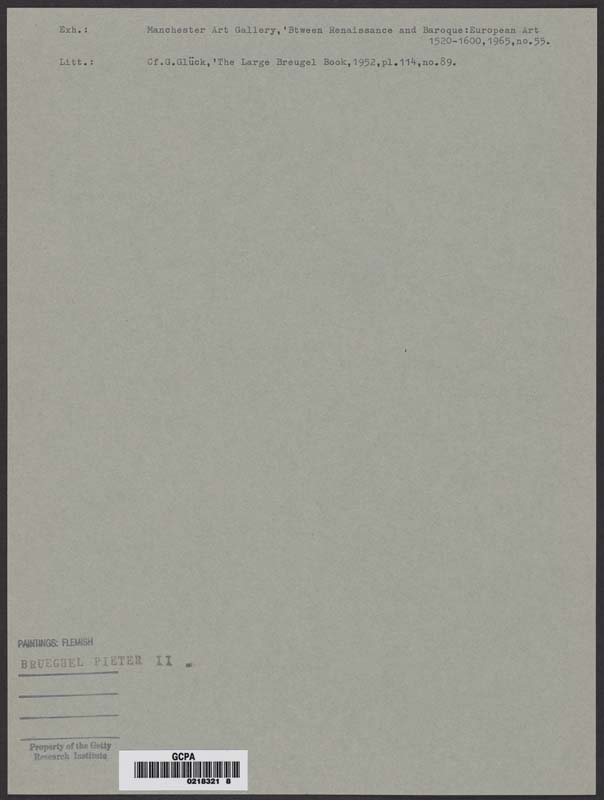 Exh.: Manchester Art Gallery,'Btween Renaissance and Baroque:European Art
1520-1600,1965,no.55.
Litt.: Cf.G.Glück,'The Large Breugel Book,1952,pl.114,no.89.
PAINTINGS: FLEMISH
BRUEGHEL PIETER II
Property of the Getty
Research Institute
GCPA
0218321 8